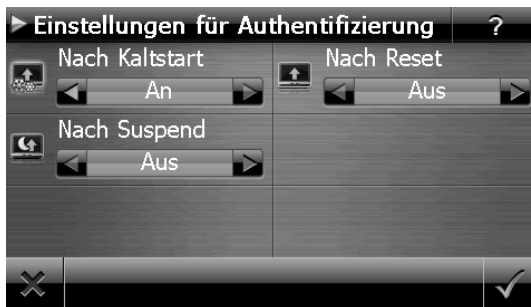 Einstellungen für Authentifizierung ?
Nach Kaltstart
An
Nach Reset
Aus
Nach Suspend
Aus